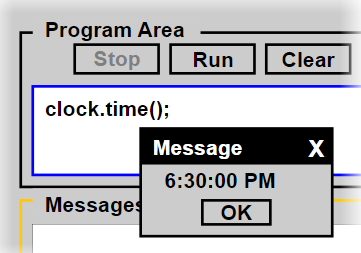 Program Area
Stop Run Clear
clock.time();
Message X
6:30:00 PM
OK
Messages